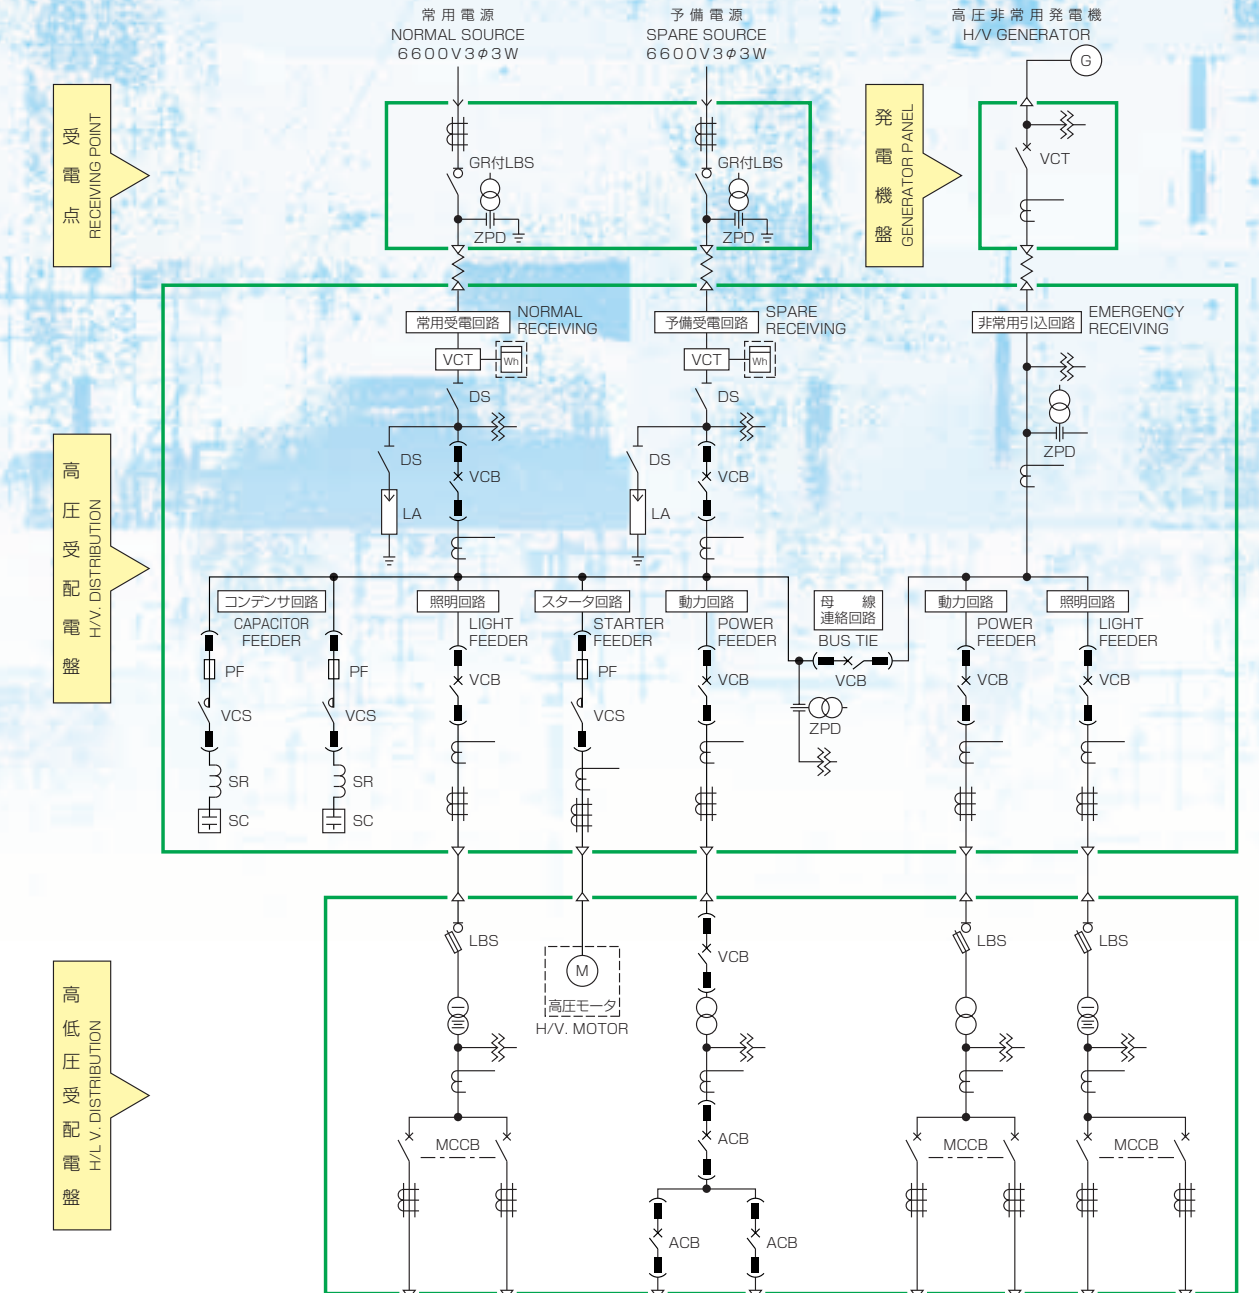 常用電源
NORMAL SOURCE
6600V3φ3W
予備電源
SPARE SOURCE
6600V3φ3W
高圧非常用発電機
H/V GENERATOR
G
受電点
RECEIVING POINT
GR付LBS
ZPD
GR付LBS
ZPD
発電機盤
GENERATOR PANEL
VCT
常用受電回路
NORMAL
RECEIVING
予備受電回路
SPARE
RECEIVING
非常用引込回路
EMERGENCY
RECEIVING
VCT
Wh
VCT
Wh
DS
DS
ZPD
DS
VCB
DS
VCB
LA
LA
高圧受配電盤
H/V. DISTRIBUTION
コンデンサ回路
CAPACITOR
FEEDER
照明回路
LIGHT
FEEDER
スタータ回路
STARTER
FEEDER
動力回路
POWER
FEEDER
母線
連絡回路
BUS TIE
VCB
動力回路
POWER
FEEDER
照明回路
LIGHT
FEEDER
PF
PF
VCB
PF
VCB
VCB
VCB
VCS
VCS
VCS
ZPD
SR
SR
SC
SC
高低圧受配電盤
H/L V. DISTRIBUTION
LBS
M
高圧モータ
H/V. MOTOR
VCB
LBS
LBS
MCCB
ACB
MCCB
MCCB
ACB
ACB